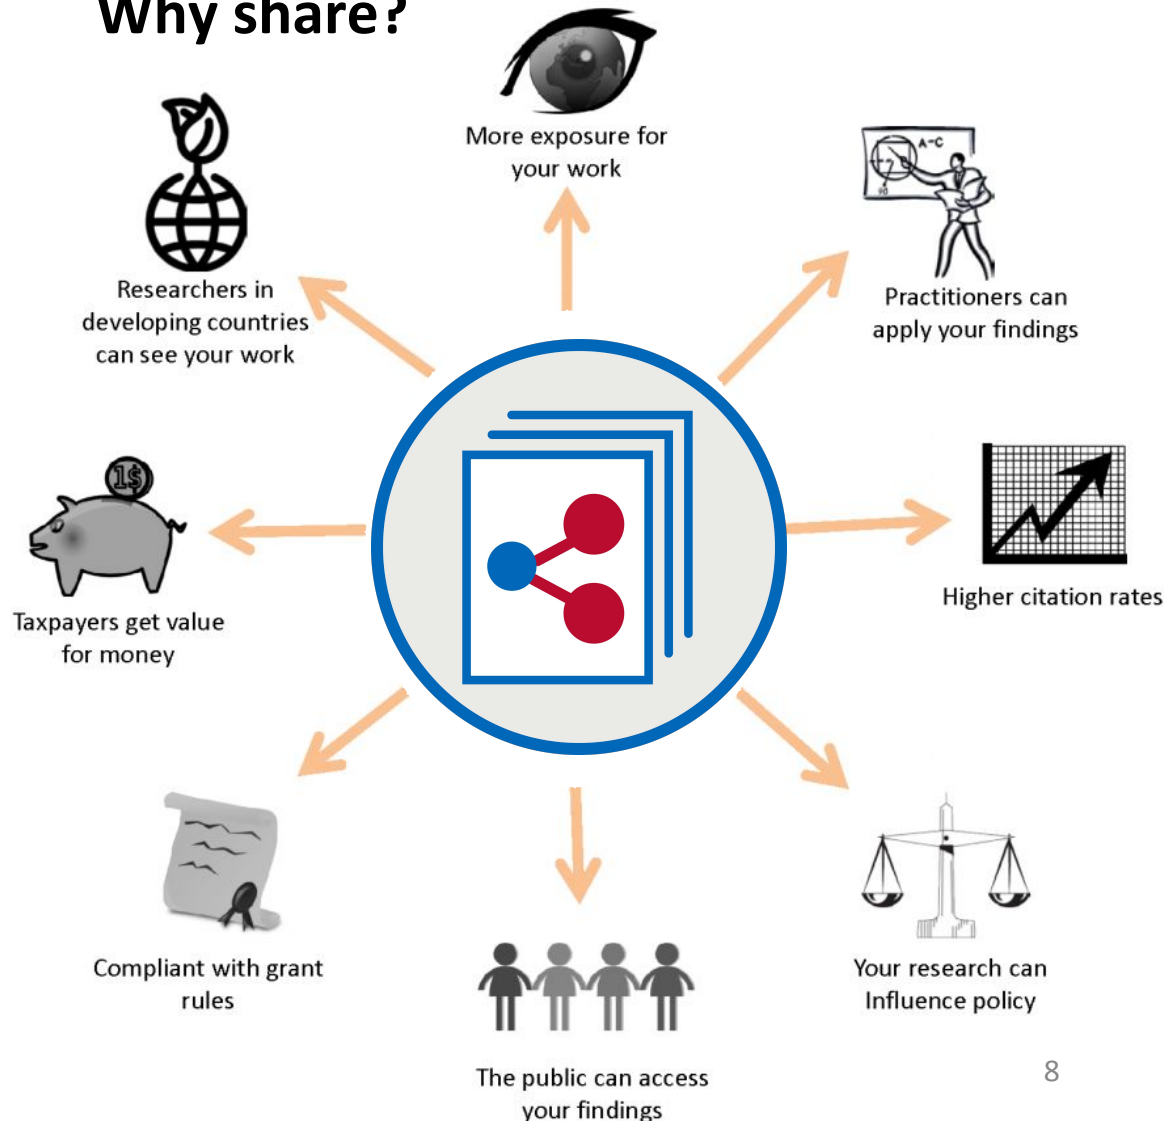 Why share?
More exposure for
your work
A-C
Practitioners can
apply your findings
Researchers in
developing countries
can see your work
1$
Higher citation rates
Taxpayers get value
for money
Compliant with grant
rules
Your research can
Influence policy
The public can access
your findings
8